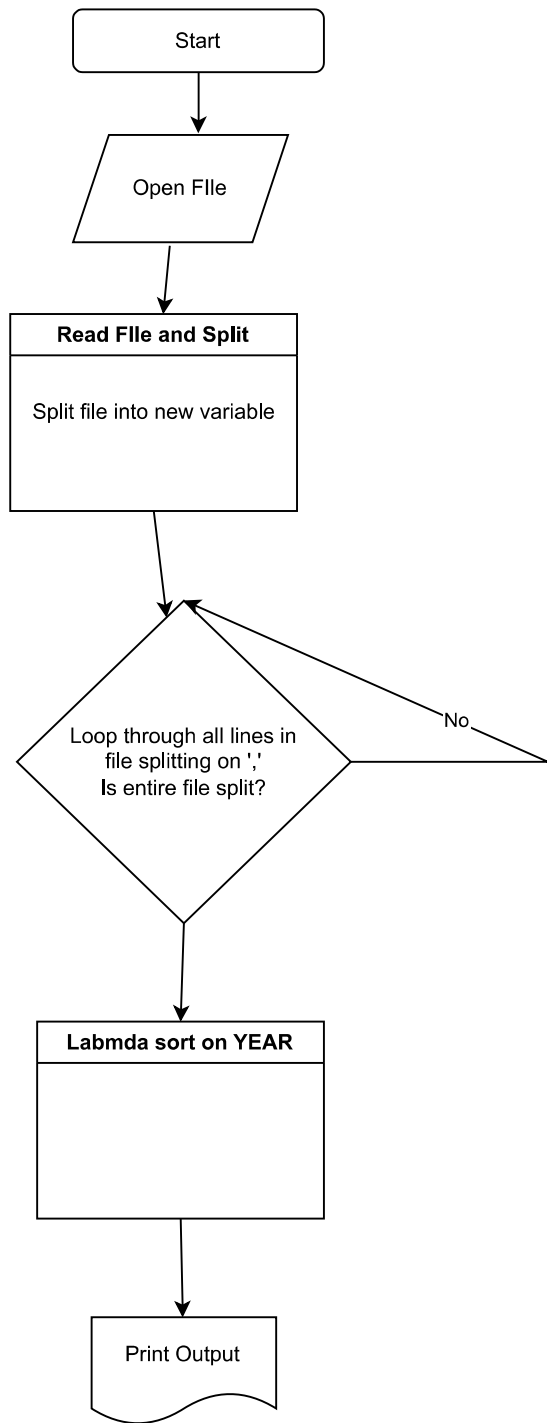 Start
Open FIle
Read FIle and Split
Split file into new variable
Loop through all lines in
file splitting on ','
Is entire file split?
No
Labmda sort on YEAR
Print Output